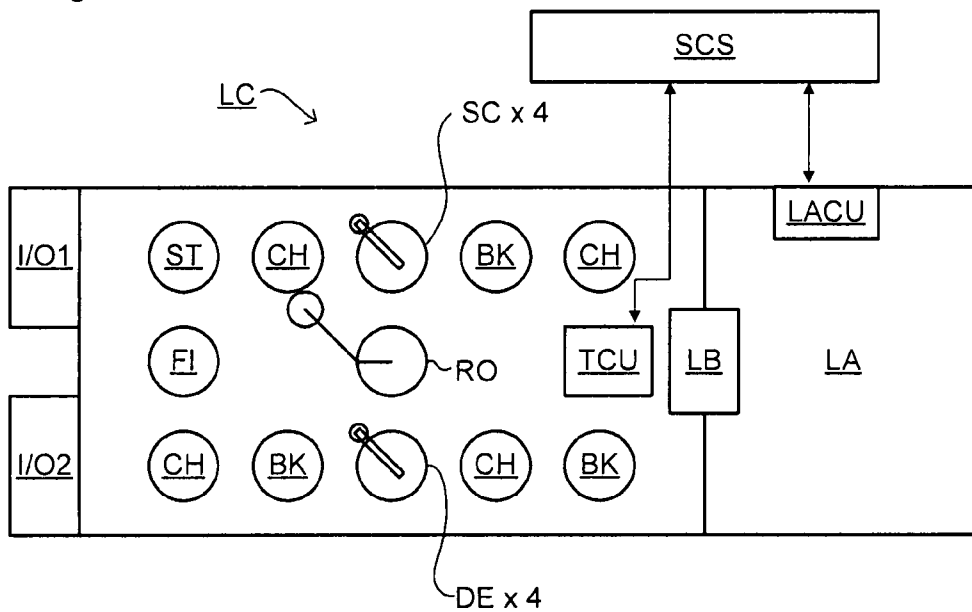 SCS
LC
SC x 4
LACU
I/O1
ST
CH
BK
CH
FI
RO
TCU
LB
LA
I/O2
CH
BK
CH
BK
DE x 4